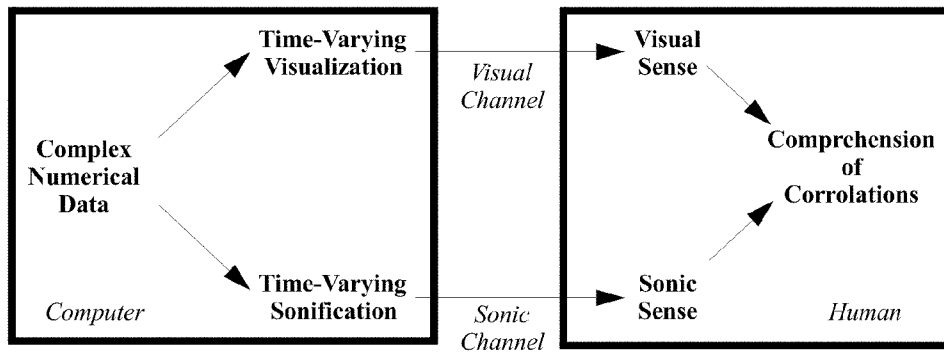 Time-Varying
Visualization
Visual
Channel
Visual
Sense
Complex
Numerical
Data
Comprehension
of
Corrolations
Time-Varying
Sonification
Sonic
Channel
Sonic
Sense
Computer
Human